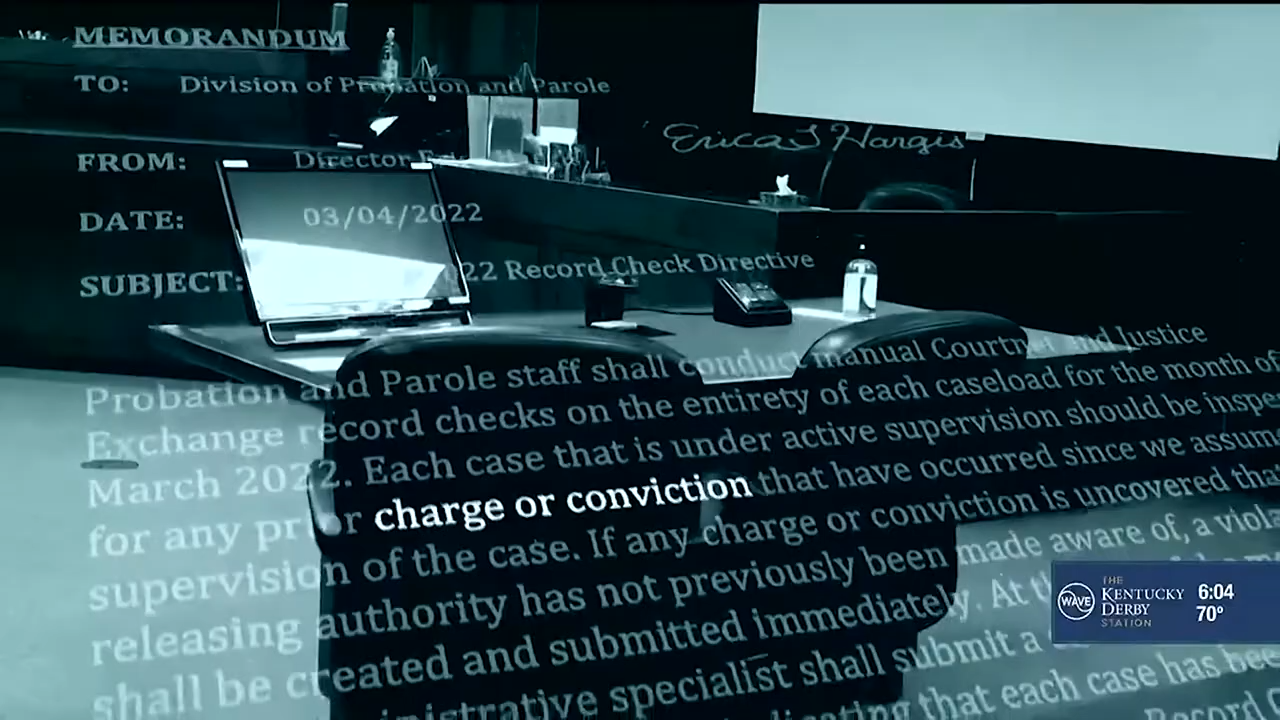 MEMORANDUM
TO: Division of Probation and Parole
Erica S Hargis
FROM: Director
DATE: 03/04/2022
SUBJECT: 22 Record Check Directive
Probation and Parole staff shall conduct manual Courtnet and Justice
Exchange record checks on the entirety of each caseload for the month of
March 2022. Each case that is under active supervision should be inspe
for any prior charge or conviction that have occurred since we assum
supervision of the case. If any charge or conviction is uncovered tha
releasing authority has not previously been made aware of, a viola
shall be created and submitted immediately. At
inistrative specialist shall submit a
icating that each case has bee
Record C
WAVE
THE
KENTUCKY
DERBY
STATION
6:04
70°